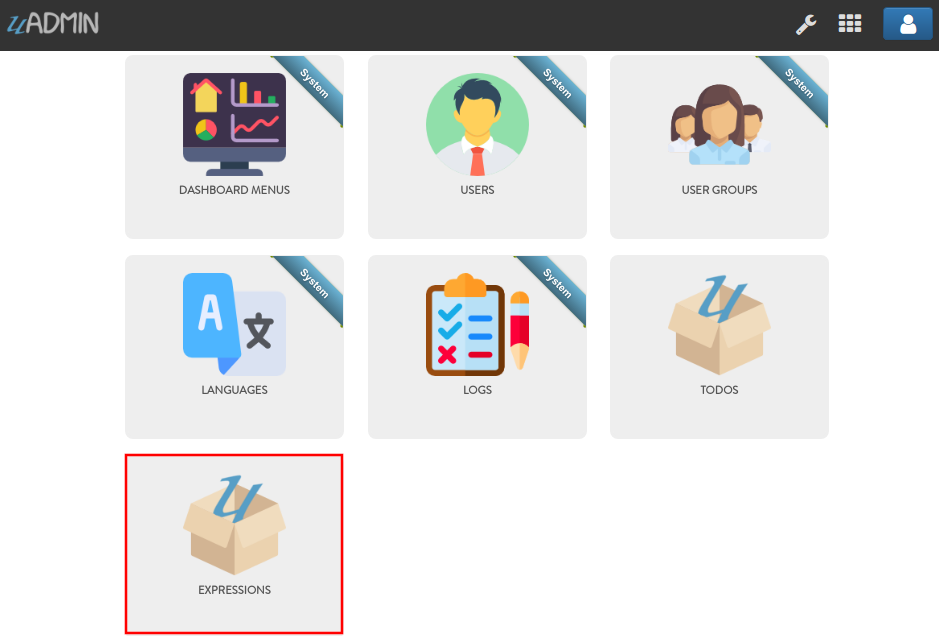 uADMIN
System
System
System
DASHBOARD MENUS
USERS
USER GROUPS
System
System
A 文
u
LANGUAGES
LOGS
TODOS
u
EXPRESSIONS